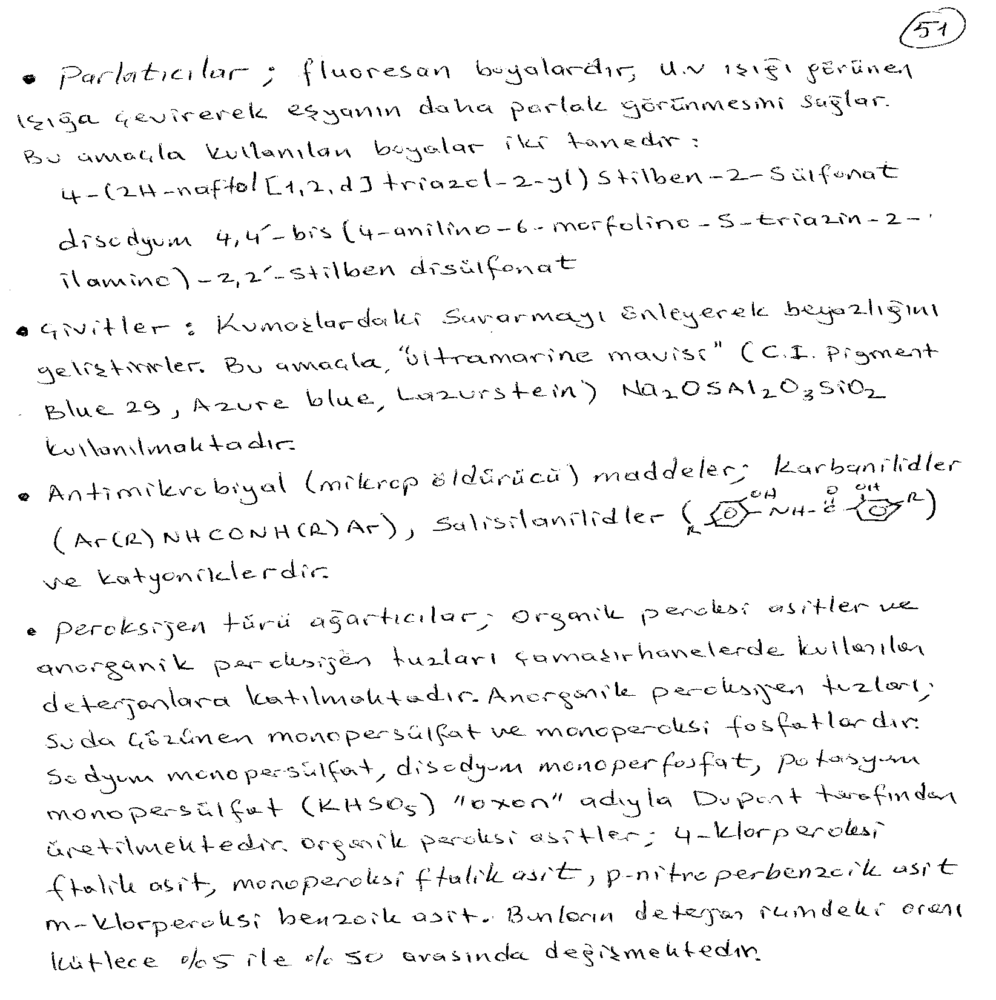 51
• Parlatıcılar ; fluoresan boyalardır, U.V ışığı görünen
ışığa çevirerek eşyanın daha parlak görünmesini sağlar.
Bu amaçla kullanılan boyalar iki tanedir :
4-(2H-naftol[1,2,d]triazol-2-yl) Stilben-2-Sülfonat
disodyum 4,4'-bis (4-anilino-6-morfolino-S-triazin-2-
ilamino)-2,2'-Stilben disülfonat
• Çivitler : Kumaşlardaki Sararmayı önleyerek beyazlığını
geliştirirler. Bu amaçla, "ültramarine mavisi" (C.I. Pigment
Blue 29, Azure blue, Lazurstein) Na2OSAl2O3SiO2
kullanılmaktadır.
• Antimikrobiyal (mikrop öldürücü) maddeler; Karbanilidler
(Ar(R)NHCONH(R)Ar), Salisilanilidler (R OH NH-C O OH R)
ve katyoniklerdir.
• Peroksijen türü ağartıcılar; Organik peroksi asitler ve
anorganik peroksijen tuzları çamaşırhanelerde kullanılan
deterjanlara katılmaktadır. Anorganik peroksijen tuzları;
Suda çözünen monopersülfat ve monoperoksi fosfatlardır.
Sodyum monopersülfat, disodyum monoperfosfat, potasyum
monopersülfat (KHSO5) "oxon" adıyla Dupont tarafından
üretilmektedir. Organik peroksi asitler; 4-klorperoksi
ftalik asit, monoperoksi ftalik asit, p-nitroperbenzoik asit
m-klorperoksi benzoik asit. Bunların deterjan içindeki oranı
kütlece %5 ile %50 arasında değişmektedir.